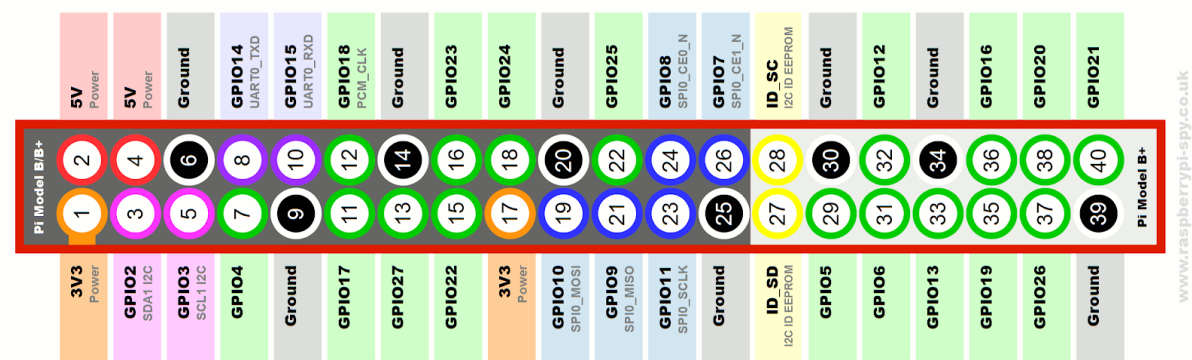 5V
Power
5V
Power
Ground
GPIO14
UART0_TXD
GPIO15
UART0_RXD
GPIO18
PCM_CLK
Ground
GPIO23
GPIO24
Ground
GPIO25
GPIO8
SPI0_CE0_N
GPIO7
SPI0_CE1_N
ID_SC
I2C ID EEPROM
Ground
GPIO12
Ground
GPIO16
GPIO20
GPIO21
Pi Model B/B+
2 4 6 8 10 12 14 16 18 20 22 24 26 28 30 32 34 36 38 40
1 3 5 7 9 11 13 15 17 19 21 23 25 27 29 31 33 35 37 39
Pi Model B+
3V3
Power
GPIO2
SDA1 I2C
GPIO3
SCL1 I2C
GPIO4
Ground
GPIO17
GPIO27
GPIO22
3V3
Power
GPIO10
SPI0_MOSI
GPIO9
SPI0_MISO
GPIO11
SPI0_SCLK
Ground
ID_SD
I2C ID EEPROM
GPIO5
GPIO6
GPIO13
GPIO19
GPIO26
Ground
www.raspberrypi-spy.co.uk